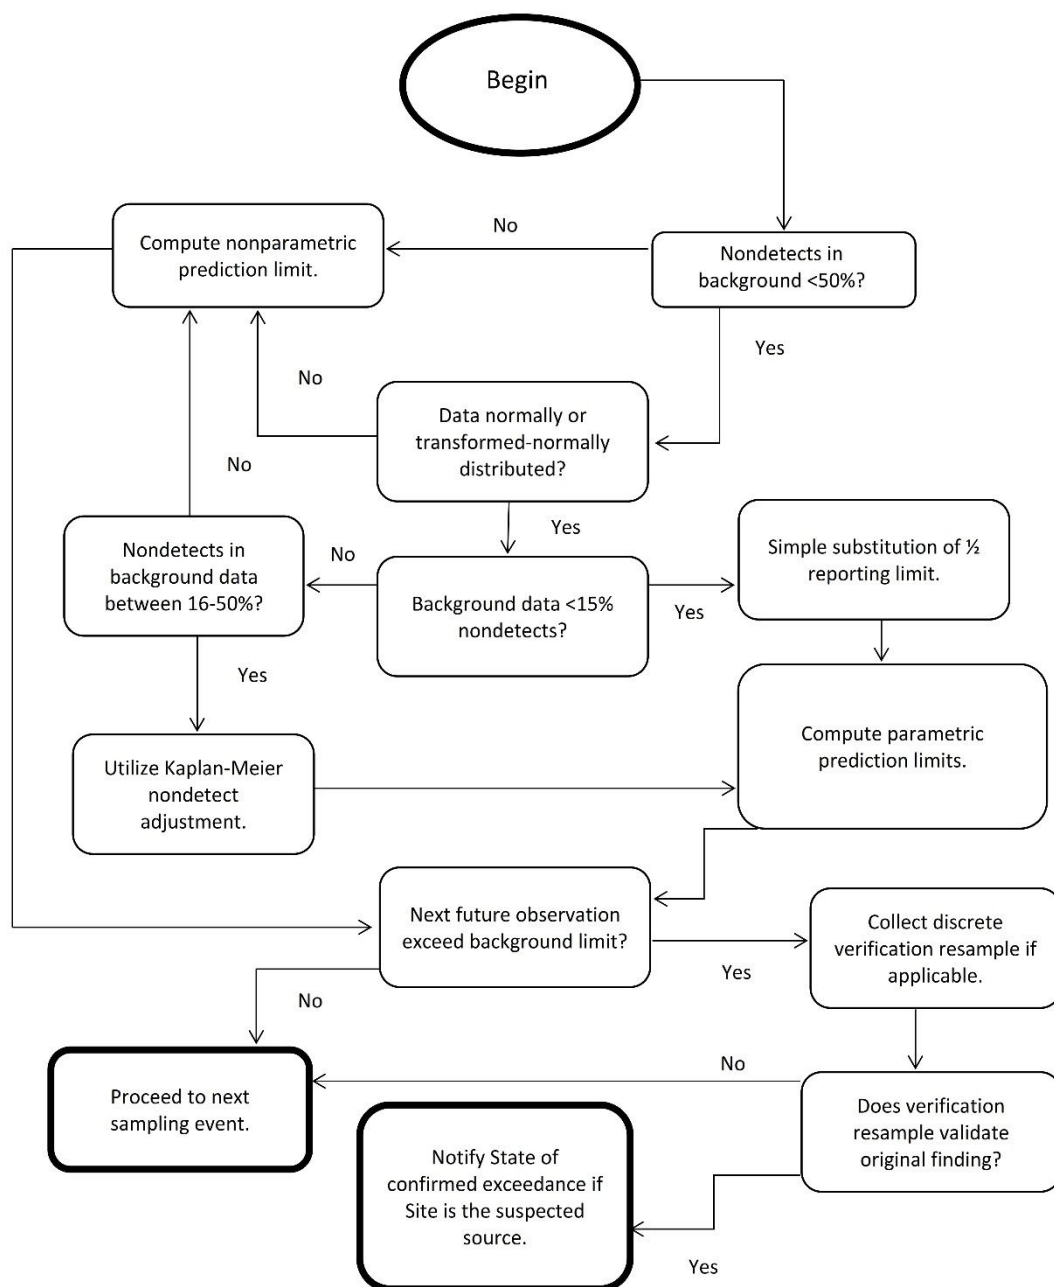 Begin
No
Compute nonparametric
prediction limit.
Nondetects in
background <50%?
Yes
No
Data normally or
transformed-normally
distributed?
No
Yes
Nondetects in
background data
between 16-50%?
No
Background data <15%
nondetects?
Yes
Simple substitution of ½
reporting limit.
Yes
Utilize Kaplan-Meier
nondetect
adjustment.
Compute parametric
prediction limits.
Next future observation
exceed background limit?
Yes
Collect discrete
verification resample if
applicable.
No
Proceed to next
sampling event.
No
Does verification
resample validate
original finding?
Notify State of
confirmed exceedance if
Site is the suspected
source.
Yes